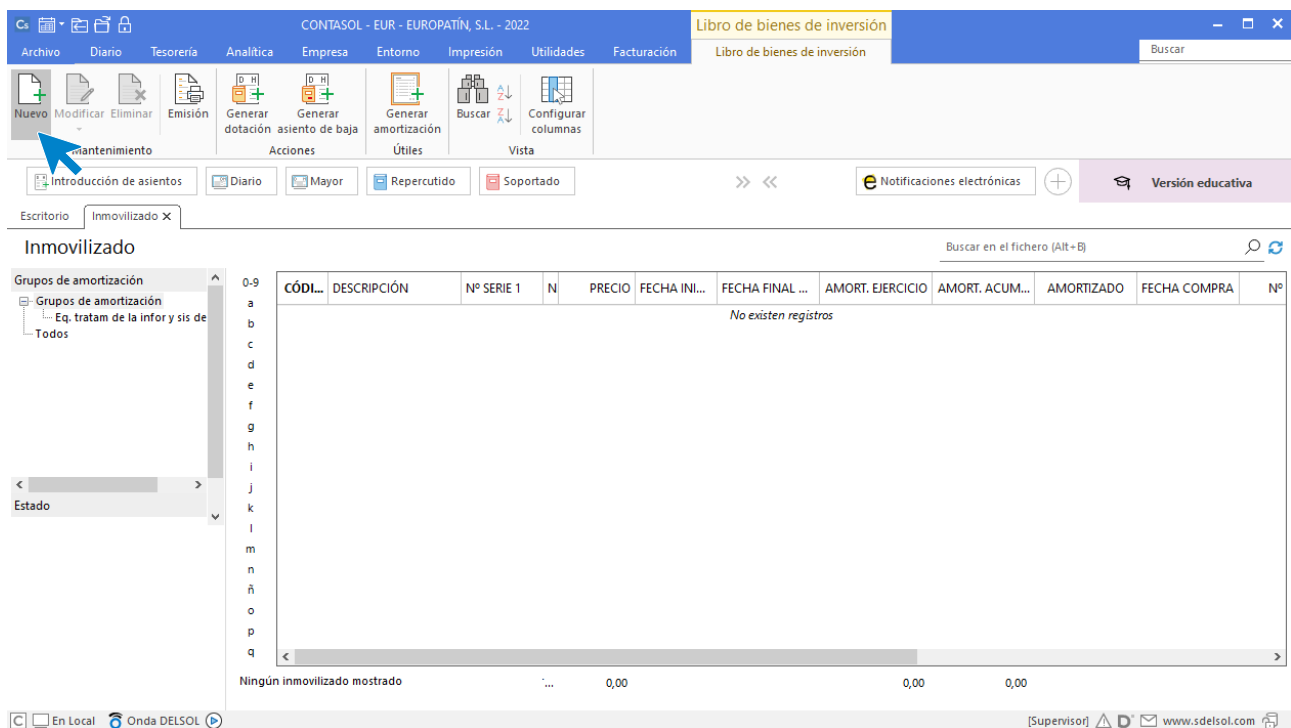 Cs CONTASOL - EUR - EUROPATÍN, S.L. - 2022 Libro de bienes de inversión
Archivo Diario Tesorería Analítica Empresa Entorno Impresión Utilidades Facturación Libro de bienes de inversión Buscar
Nuevo Modificar Eliminar Emisión Generar dotación Generar asiento de baja Generar amortización Buscar Configurar columnas
Mantenimiento Acciones Útiles Vista
Introducción de asientos Diario Mayor Repercutido Soportado Notificaciones electrónicas Versión educativa
Escritorio Inmovilizado
Inmovilizado Buscar en el fichero (Alt+B)
Grupos de amortización
Grupos de amortización
Eq. tratam de la infor y sis de
Todos
Estado
0-9
a
b
c
d
e
f
g
h
i
j
k
l
m
n
ñ
o
p
q
CÓDI... DESCRIPCIÓN Nº SERIE 1 N PRECIO FECHA INI... FECHA FINAL ... AMORT. EJERCICIO AMORT. ACUM... AMORTIZADO FECHA COMPRA Nº
No existen registros
Ningún inmovilizado mostrado ... 0,00 0,00 0,00
C En Local Onda DELSOL [Supervisor] D www.sdelsol.com